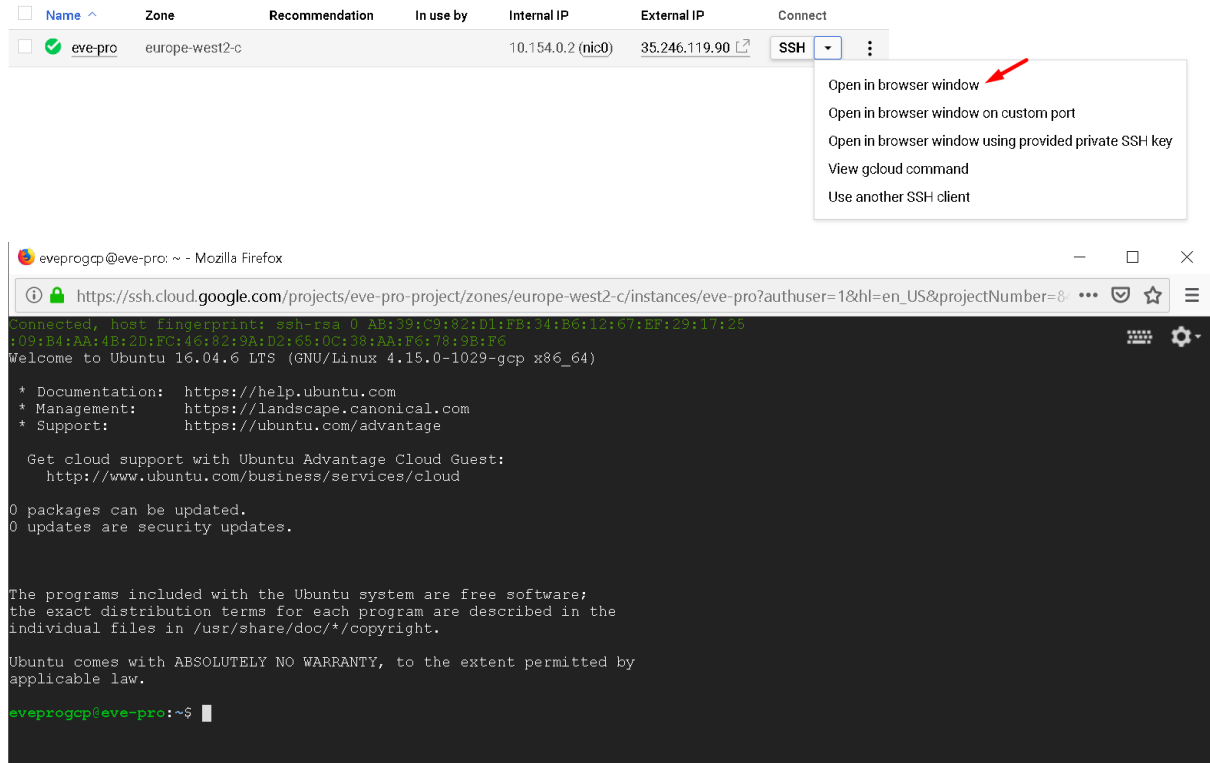 Name Zone Recommendation In use by Internal IP External IP Connect
eve-pro europe-west2-c 10.154.0.2 (nic0) 35.246.119.90 SSH
Open in browser window
Open in browser window on custom port
Open in browser window using provided private SSH key
View gcloud command
Use another SSH client
eveprogcp@eve-pro: ~ - Mozilla Firefox
https://ssh.cloud.google.com/projects/eve-pro-project/zones/europe-west2-c/instances/eve-pro?authuser=1&hl=en_US&projectNumber=8
Connected, host fingerprint: ssh-rsa 0 AB:39:C9:82:D1:FB:34:B6:12:67:EF:29:17:25
:09:B4:AA:4B:2D:FC:46:82:9A:D2:65:0C:38:AA:F6:78:9B:F6
Welcome to Ubuntu 16.04.6 LTS (GNU/Linux 4.15.0-1029-gcp x86_64)
* Documentation: https://help.ubuntu.com
* Management: https://landscape.canonical.com
* Support: https://ubuntu.com/advantage
Get cloud support with Ubuntu Advantage Cloud Guest:
http://www.ubuntu.com/business/services/cloud
0 packages can be updated.
0 updates are security updates.
The programs included with the Ubuntu system are free software;
the exact distribution terms for each program are described in the
individual files in /usr/share/doc/*/copyright.
Ubuntu comes with ABSOLUTELY NO WARRANTY, to the extent permitted by
applicable law.
eveprogcp@eve-pro:~$